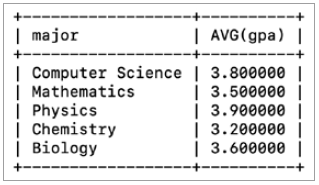 +------------------+----------+
| major            | AVG(gpa) |
+------------------+----------+
| Computer Science | 3.800000 |
| Mathematics      | 3.500000 |
| Physics          | 3.900000 |
| Chemistry        | 3.200000 |
| Biology          | 3.600000 |
+------------------+----------+